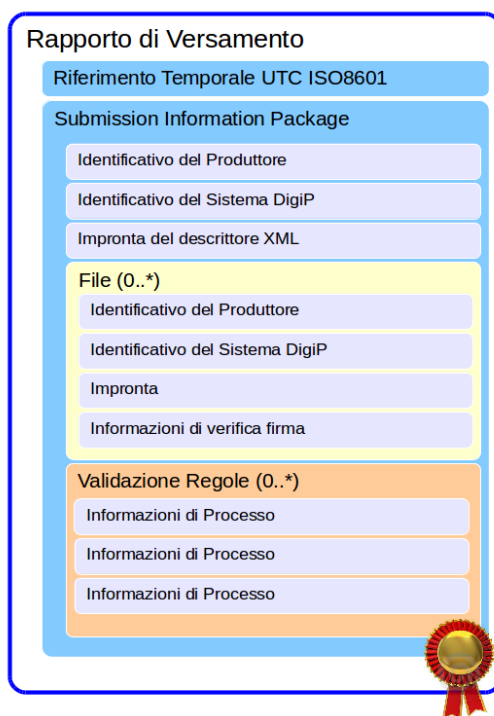 Rapporto di Versamento
Riferimento Temporale UTC ISO8601
Submission Information Package
Identificativo del Produttore
Identificativo del Sistema DigiP
Impronta del descrittore XML
File (0..*)
Identificativo del Produttore
Identificativo del Sistema DigiP
Impronta
Informazioni di verifica firma
Validazione Regole (0..*)
Informazioni di Processo
Informazioni di Processo
Informazioni di Processo